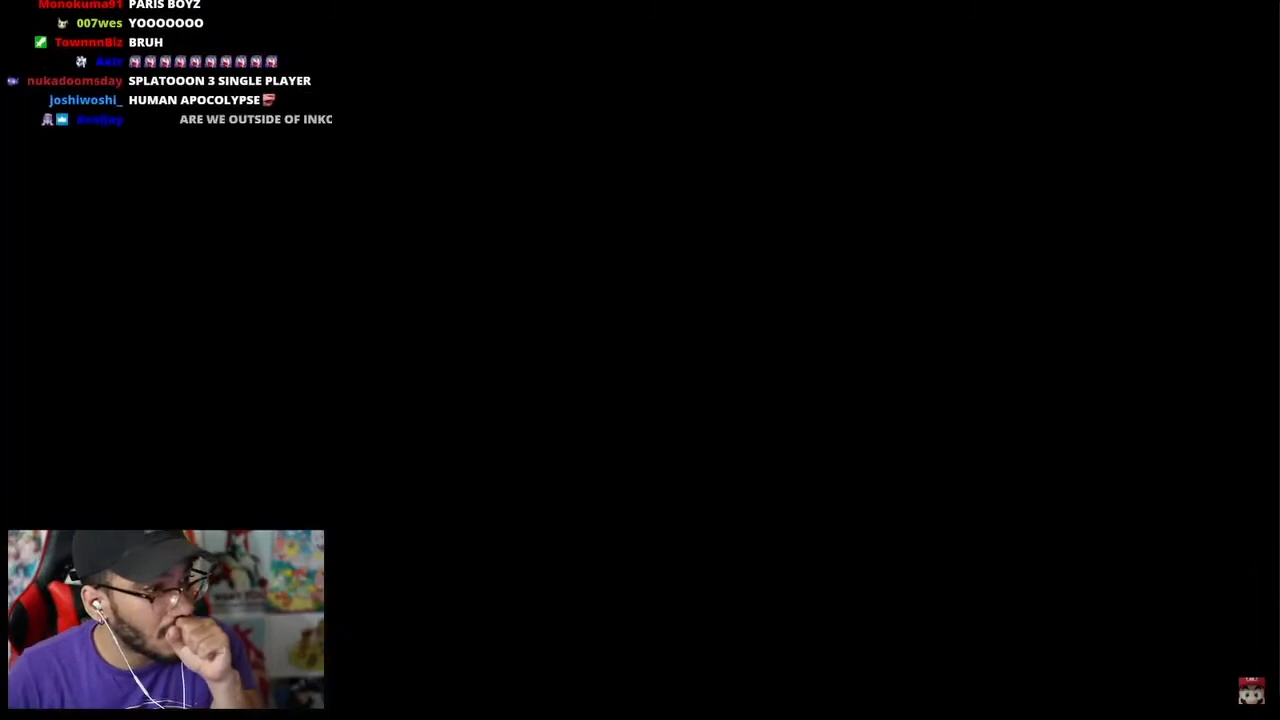 Monokuma91 PARIS BOYZ
007wes YOOOOOOO
TownnnBiz BRUH
nukadoomsday SPLATOOON 3 SINGLE PLAYER
joshiwoshi_ HUMAN APOCOLYPSE
ARE WE OUTSIDE OF INKC